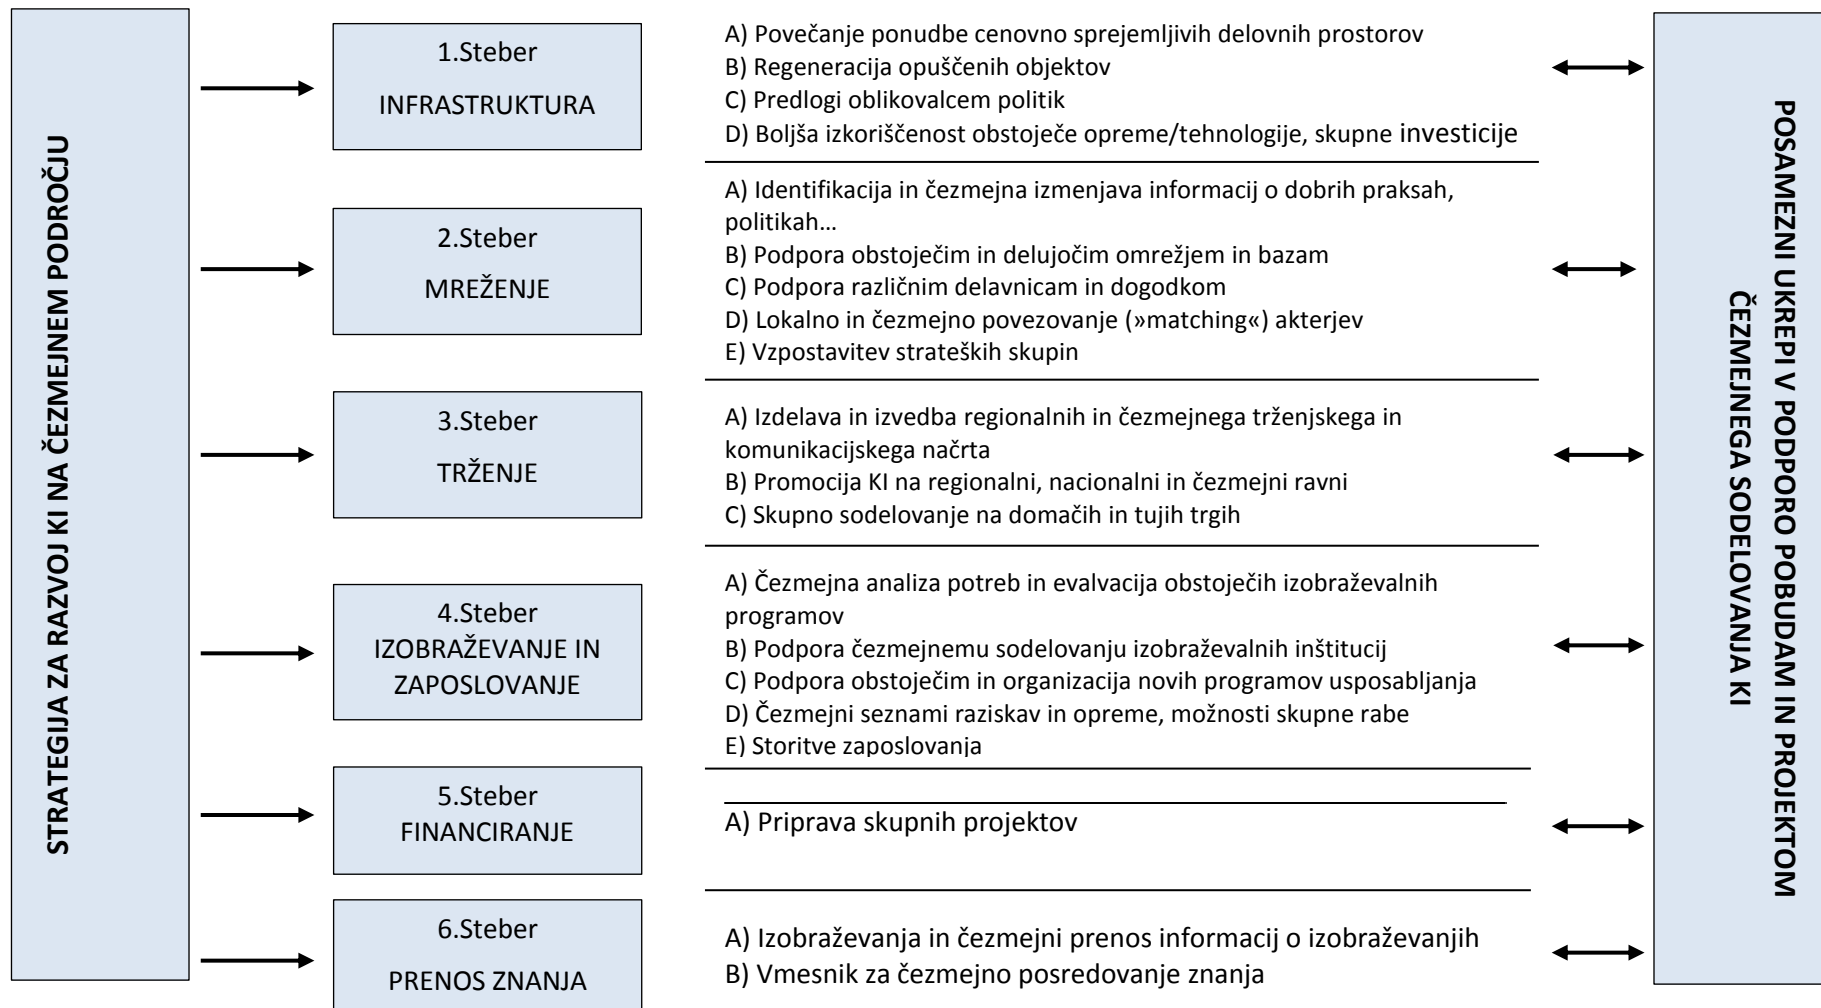 STRATEGIJA ZA RAZVOJ KI NA ČEZMEJNEM PODROČJU
1.Steber
INFRASTRUKTURA
A) Povečanje ponudbe cenovno sprejemljivih delovnih prostorov
B) Regeneracija opuščenih objektov
C) Predlogi oblikovalcem politik
D) Boljša izkoriščenost obstoječe opreme/tehnologije, skupne investicije
2.Steber
MREŽENJE
A) Identifikacija in čezmejna izmenjava informacij o dobrih praksah,
politikah...
B) Podpora obstoječim in delujočim omrežjem in bazam
C) Podpora različnim delavnicam in dogodkom
D) Lokalno in čezmejno povezovanje (»matching«) akterjev
E) Vzpostavitev strateških skupin
3.Steber
TRŽENJE
A) Izdelava in izvedba regionalnih in čezmejnega trženjskega in
komunikacijskega načrta
B) Promocija KI na regionalni, nacionalni in čezmejni ravni
C) Skupno sodelovanje na domačih in tujih trgih
4.Steber
IZOBRAŽEVANJE IN
ZAPOSLOVANJE
A) Čezmejna analiza potreb in evalvacija obstoječih izobraževalnih
programov
B) Podpora čezmejnemu sodelovanju izobraževalnih inštitucij
C) Podpora obstoječim in organizacija novih programov usposabljanja
D) Čezmejni seznami raziskav in opreme, možnosti skupne rabe
E) Storitve zaposlovanja
5.Steber
FINANCIRANJE
A) Priprava skupnih projektov
6.Steber
PRENOS ZNANJA
A) Izobraževanja in čezmejni prenos informacij o izobraževanjih
B) Vmesnik za čezmejno posredovanje znanja
POSAMEZNI UKREPI V PODPORO POBUDAM IN PROJEKTOM
ČEZMEJNEGA SODELOVANJA KI